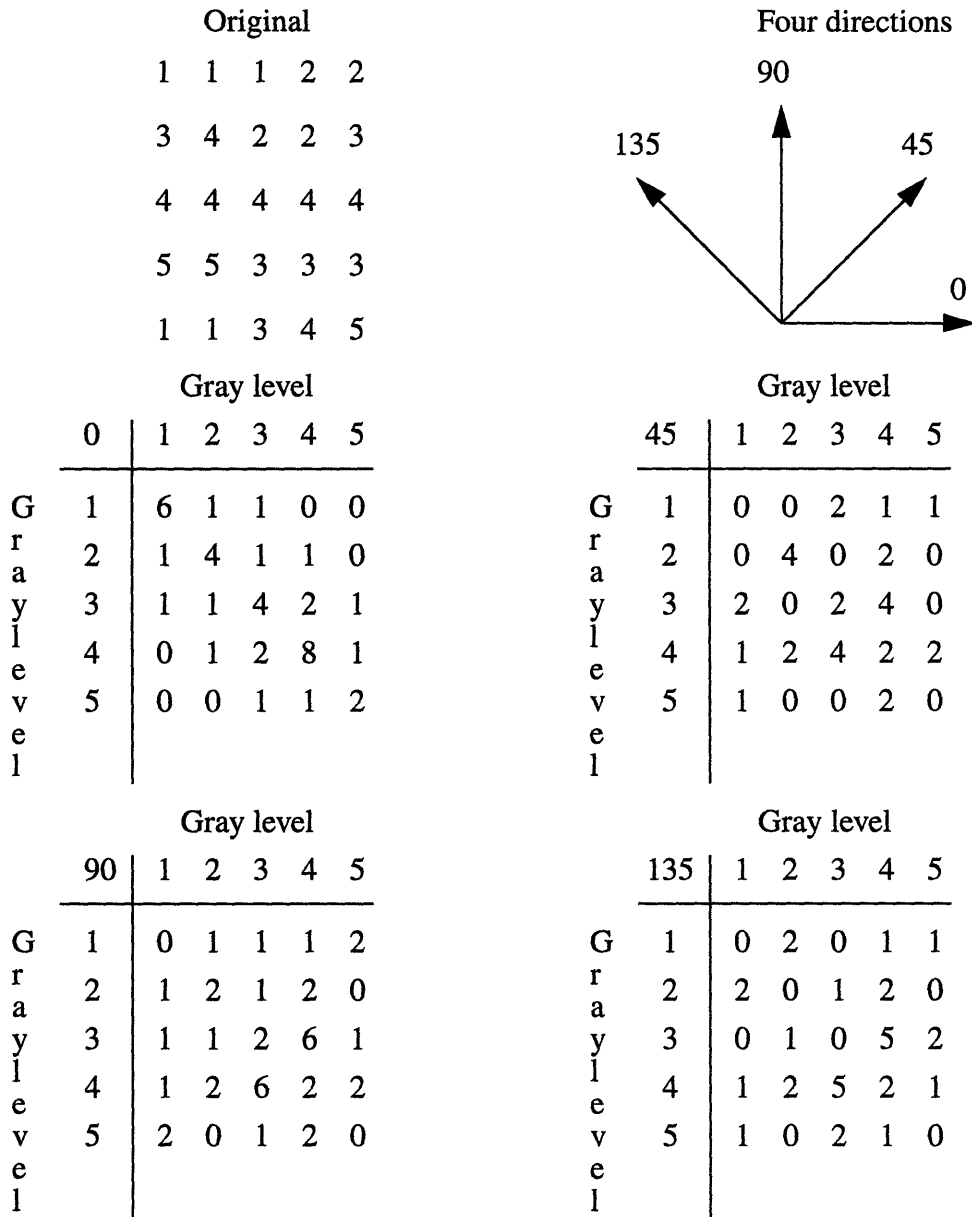 Original
1 1 1 2 2
3 4 2 2 3
4 4 4 4 4
5 5 3 3 3
1 1 3 4 5
Four directions
90
135
45
0
Gray level
0 1 2 3 4 5
Gray level
1 6 1 1 0 0
2 1 4 1 1 0
3 1 1 4 2 1
4 0 1 2 8 1
5 0 0 1 1 2
Gray level
45 1 2 3 4 5
Gray level
1 0 0 2 1 1
2 0 4 0 2 0
3 2 0 2 4 0
4 1 2 4 2 2
5 1 0 0 2 0
Gray level
90 1 2 3 4 5
Gray level
1 0 1 1 1 2
2 1 2 1 2 0
3 1 1 2 6 1
4 1 2 6 2 2
5 2 0 1 2 0
Gray level
135 1 2 3 4 5
Gray level
1 0 2 0 1 1
2 2 0 1 2 0
3 0 1 0 5 2
4 1 2 5 2 1
5 1 0 2 1 0